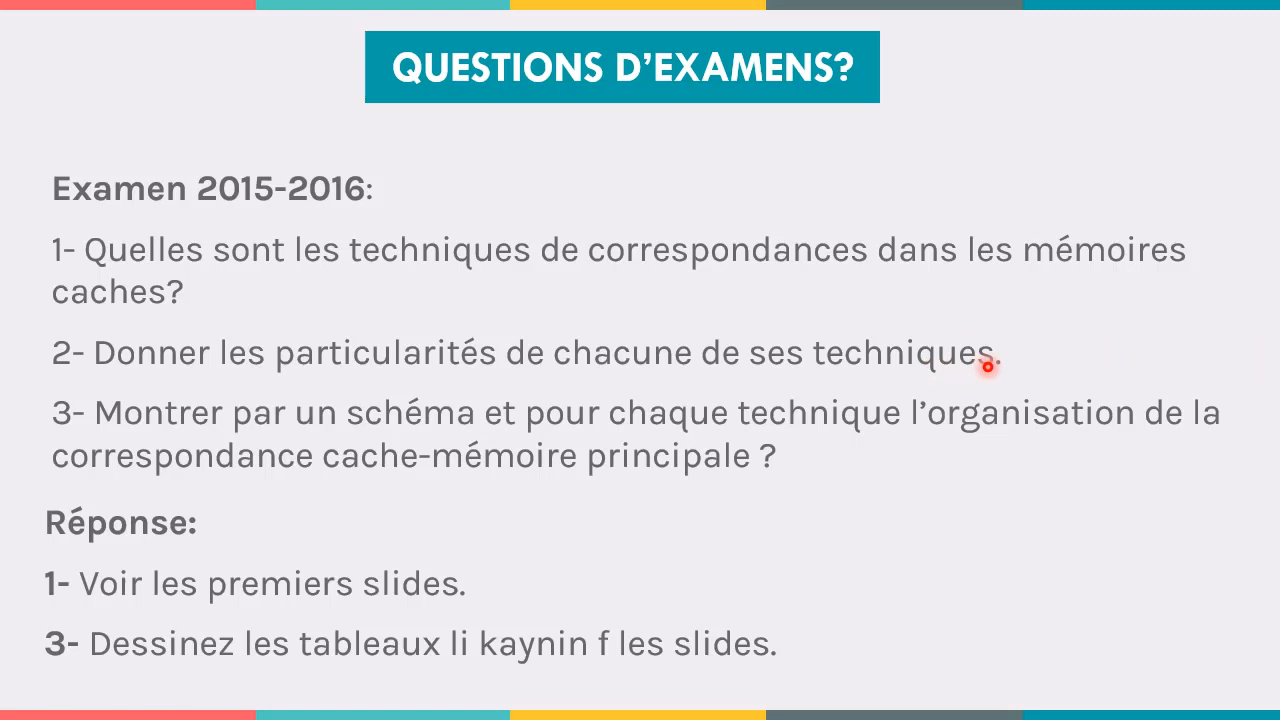 QUESTIONS D’EXAMENS?
Examen 2015-2016:
1- Quelles sont les techniques de correspondances dans les mémoires
caches?
2- Donner les particularités de chacune de ses techniques.
3- Montrer par un schéma et pour chaque technique l’organisation de la
correspondance cache-mémoire principale ?
Réponse:
1- Voir les premiers slides.
3- Dessinez les tableaux li kaynin f les slides.